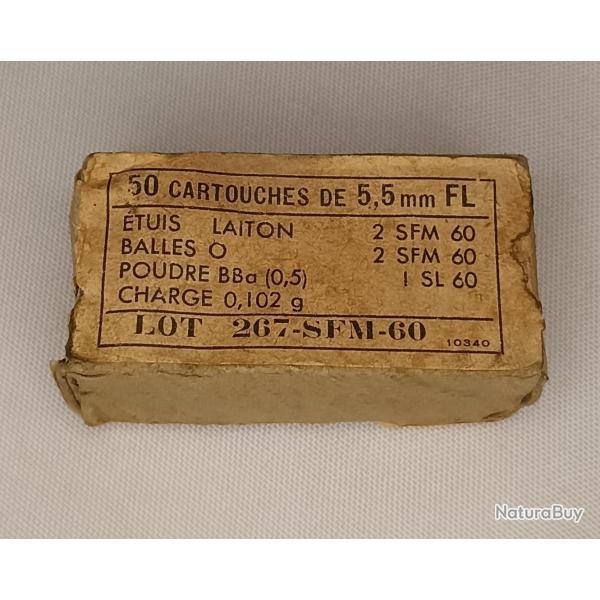 50 CARTOUCHES DE 5,5 mm FL
ÉTUIS LAITON 2 SFM 60
BALLES O 2 SFM 60
POUDRE BBa (0,5) 1 SL 60
CHARGE 0,102 g
LOT 267-SFM-60
10340
NaturaBuy